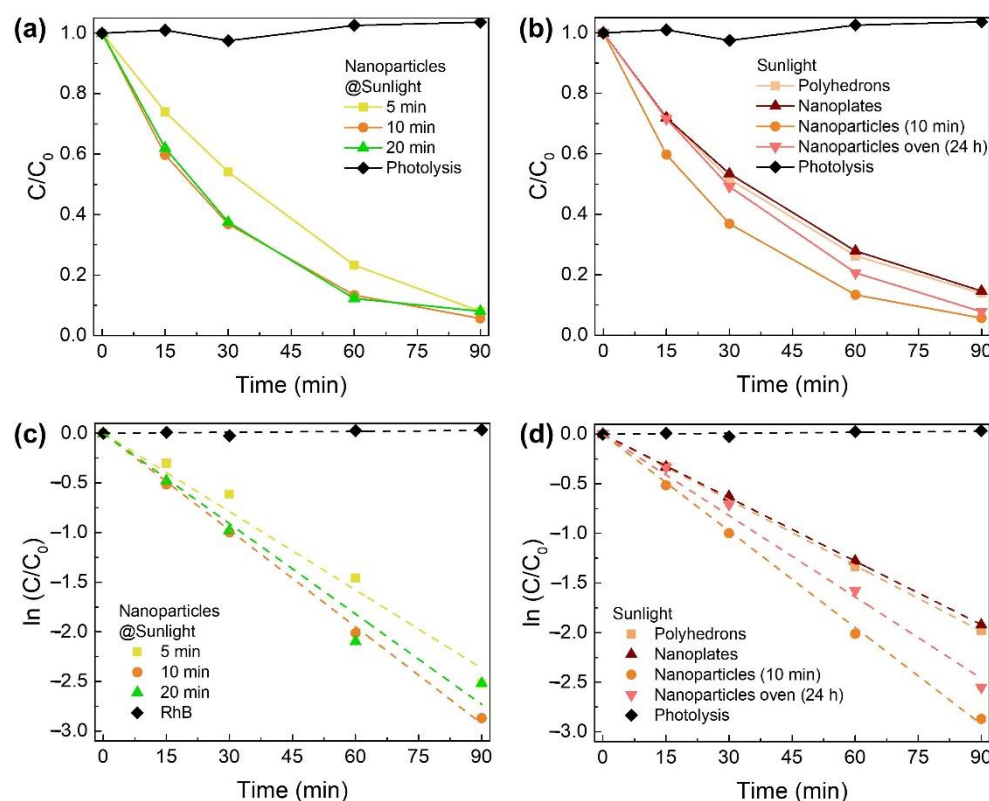 (a)
C/C0
1.0
0.8
0.6
0.4
0.2
0.0
Nanoparticles
@Sunlight
5 min
10 min
20 min
Photolysis
0 15 30 45 60 75 90
Time (min)
(b)
C/C0
1.0
0.8
0.6
0.4
0.2
0.0
Sunlight
Polyhedrons
Nanoplates
Nanoparticles (10 min)
Nanoparticles oven (24 h)
Photolysis
0 15 30 45 60 75 90
Time (min)
(c)
ln (C/C0)
0.0
−0.5
−1.0
−1.5
−2.0
−2.5
−3.0
Nanoparticles
@Sunlight
5 min
10 min
20 min
RhB
0 15 30 45 60 75 90
Time (min)
(d)
ln (C/C0)
0.0
−0.5
−1.0
−1.5
−2.0
−2.5
−3.0
Sunlight
Polyhedrons
Nanoplates
Nanoparticles (10 min)
Nanoparticles oven (24 h)
Photolysis
0 15 30 45 60 75 90
Time (min)